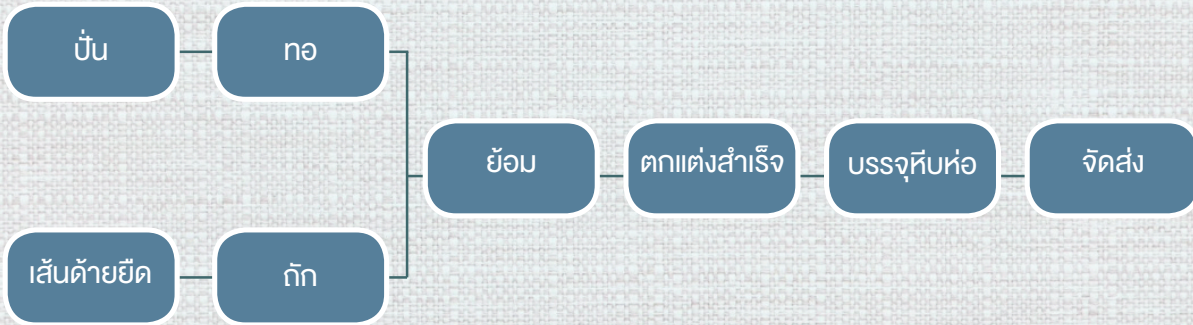 ปั่น
ทอ
เส้นด้ายยืด
ถัก
ย้อม
ตกแต่งสำเร็จ
บรรจุหีบห่อ
จัดส่ง